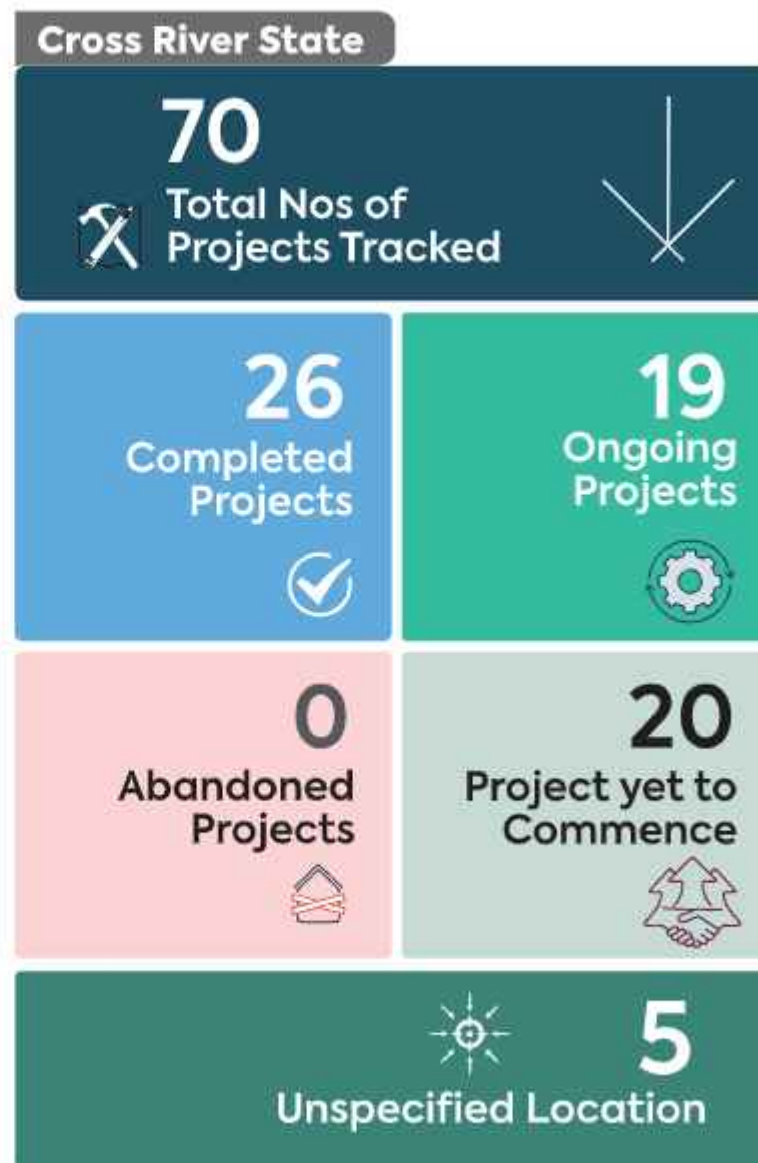 Cross River State
70
Total Nos of
Projects Tracked
26
Completed
Projects
19
Ongoing
Projects
0
Abandoned
Projects
20
Project yet to
Commence
5
Unspecified Location